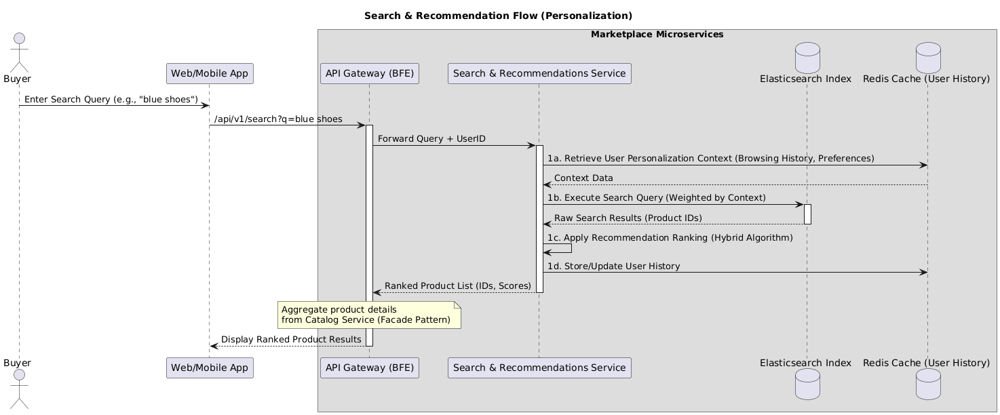 Search & Recommendation Flow (Personalization)
Marketplace Microservices
Buyer
Web/Mobile App
API Gateway (BFE)
Search & Recommendations Service
Elasticsearch Index
Redis Cache (User History)
Enter Search Query (e.g., "blue shoes")
/api/v1/search?q=blue shoes
Forward Query + UserID
1a. Retrieve User Personalization Context (Browsing History, Preferences)
Context Data
1b. Execute Search Query (Weighted by Context)
Raw Search Results (Product IDs)
1c. Apply Recommendation Ranking (Hybrid Algorithm)
1d. Store/Update User History
Ranked Product List (IDs, Scores)
Aggregate product details
from Catalog Service (Facade Pattern)
Display Ranked Product Results
Buyer
Web/Mobile App
API Gateway (BFE)
Search & Recommendations Service
Elasticsearch Index
Redis Cache (User History)